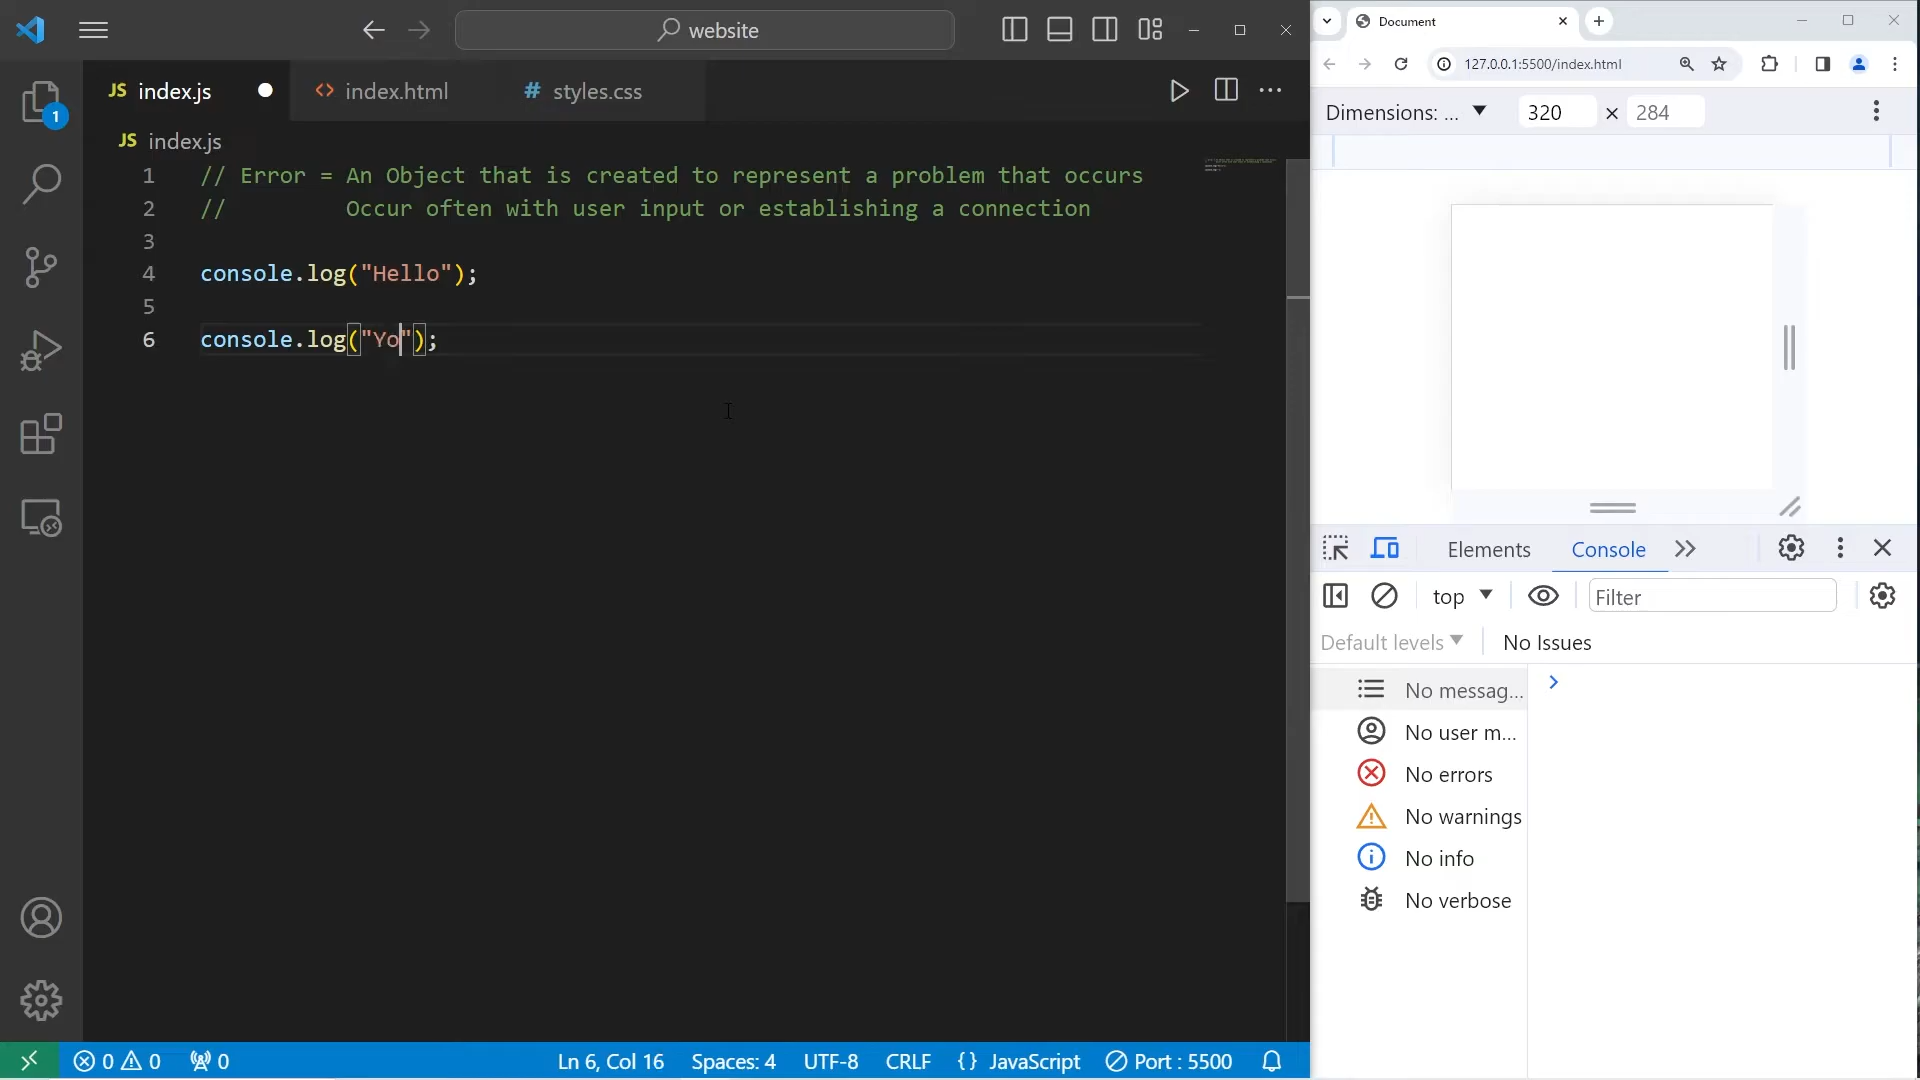 website
JS index.js
index.html
# styles.css
JS index.js
1 // Error = An Object that is created to represent a problem that occurs
2 //         Occur often with user input or establishing a connection
3
4 console.log("Hello");
5
6 console.log("Yo");
1
0 0 0
Ln 6, Col 16
Spaces: 4
UTF-8
CRLF
{ } JavaScript
Port : 5500
Document
127.0.0.1:5500/index.html
Dimensions: ...
320 × 284
Elements
Console
top
Filter
Default levels
No Issues
No messag...
No user m...
No errors
No warnings
No info
No verbose